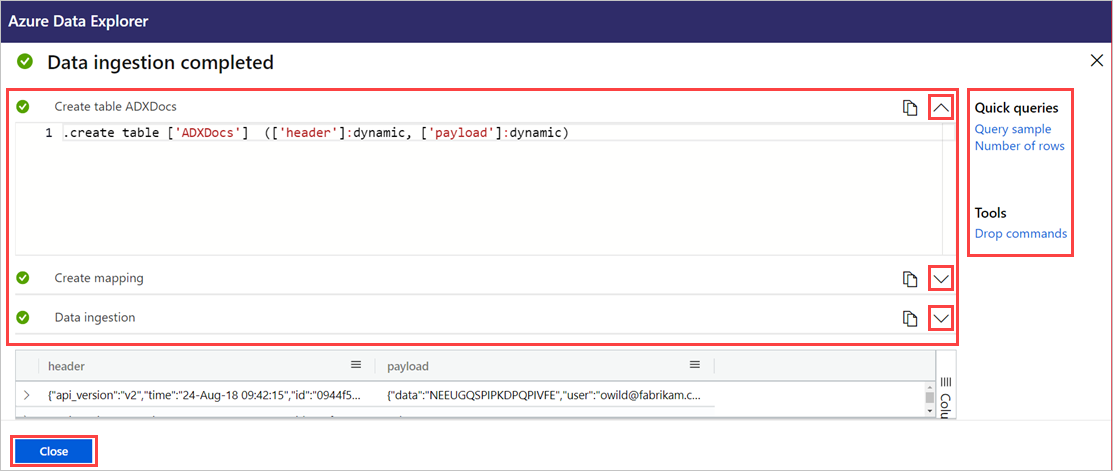 Azure Data Explorer
Data ingestion completed
Create table ADXDocs
1 .create table ['ADXDocs']  (['header']:dynamic, ['payload']:dynamic)
Create mapping
Data ingestion
Quick queries
Query sample
Number of rows
Tools
Drop commands
header payload
{"api_version":"v2","time":"24-Aug-18 09:42:15","id":"0944f5... {"data":"NEEUGQSPIPKDPQPIVFE","user":"owild@fabrikam.c...
Colu
Close